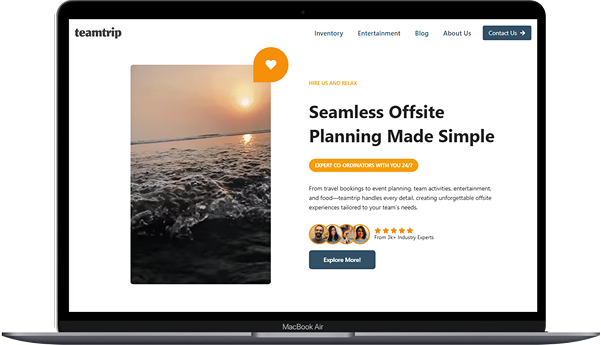 teamtrip
Inventory
Entertainment
Blog
About Us
Contact Us
HIRE US AND RELAX
Seamless Offsite
Planning Made Simple
EXPERT CO-ORDINATORS WITH YOU 24/7
From travel bookings to event planning, team activities, entertainment,
and food—teamtrip handles every detail, creating unforgettable offsite
experiences tailored to your team's needs.
From 3k+ Industry Experts
Explore More!
MacBook Air